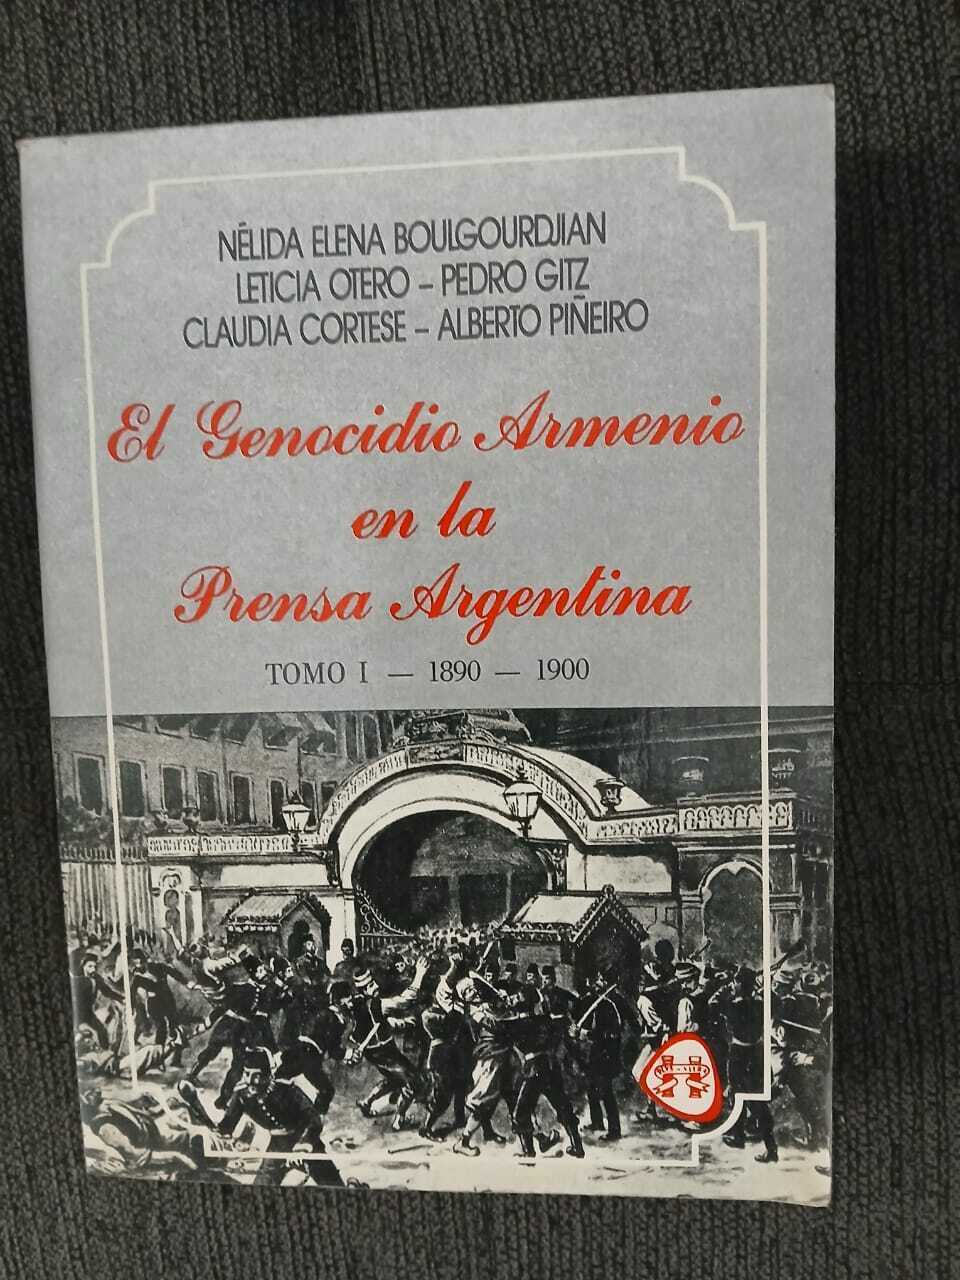 NÉLIDA ELENA BOULGOURDJIAN
LETICIA OTERO – PEDRO GITZ
CLAUDIA CORTESE – ALBERTO PIÑEIRO
El Genocidio Armenio
en la
Prensa Argentina
TOMO I — 1890 — 1900